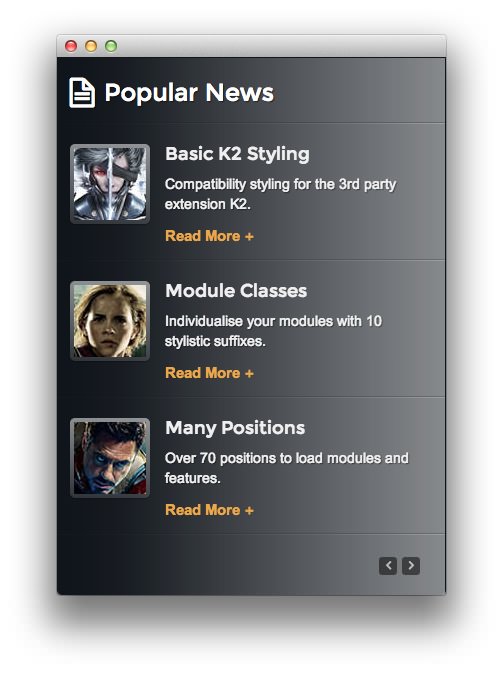 Popular News
Basic K2 Styling
Compatibility styling for the 3rd party
extension K2.
Read More +
Module Classes
Individualise your modules with 10
stylistic suffixes.
Read More +
Many Positions
Over 70 positions to load modules and
features.
Read More +